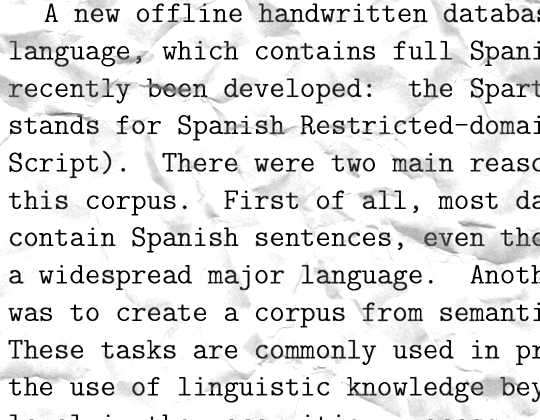 A new offline handwritten databas
language, which contains full Spani
recently been developed: the Spart
stands for Spanish Restricted-domai
Script). There were two main reaso
this corpus. First of all, most da
contain Spanish sentences, even tho
a widespread major language. Anoth
was to create a corpus from semanti
These tasks are commonly used in pr
the use of linguistic knowledge bey
level in the